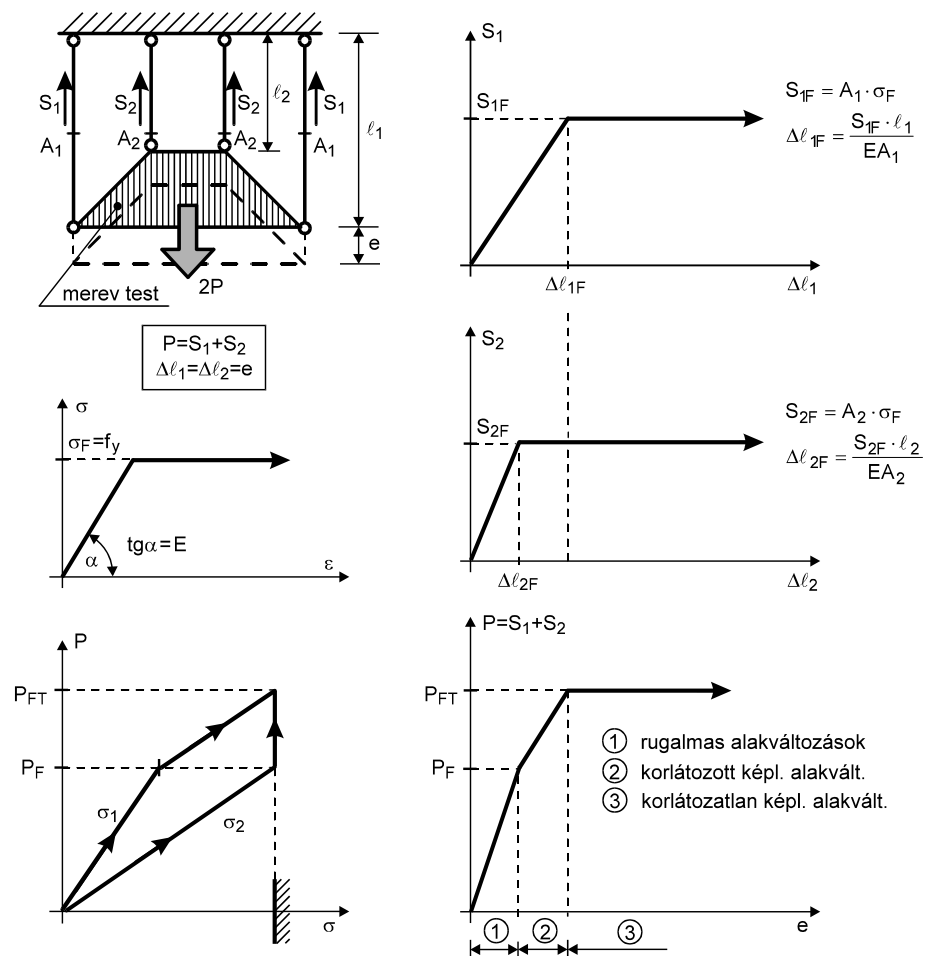 S₁ S₂ S₂ S₁
ℓ₂ ℓ₁
A₁ A₂ A₂ A₁
e
2P
merev test
P=S₁+S₂
Δℓ₁=Δℓ₂=e
S₁
S₁F
Δℓ₁F
Δℓ₁
S₁F = A₁·σF
Δℓ₁F = S₁F·ℓ₁ / EA₁
σ
σF=fy
α
tgα=E
ε
S₂
S₂F
Δℓ₂F
Δℓ₂
S₂F = A₂·σF
Δℓ₂F = S₂F·ℓ₂ / EA₂
P
PFT
PF
σ₁
σ₂
σ
P=S₁+S₂
PFT
PF
① rugalmas alakváltozások
② korlátozott képl. alakvált.
③ korlátozatlan képl. alakvált.
① ② ③
e